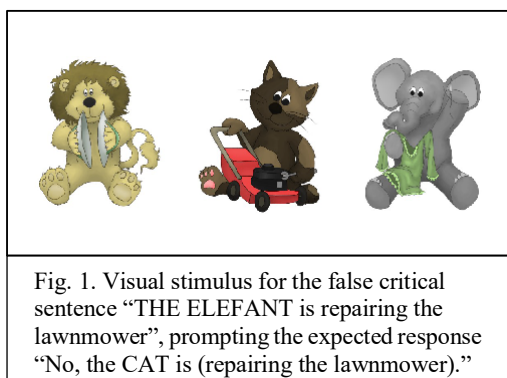 Fig. 1. Visual stimulus for the false critical
sentence “THE ELEFANT is repairing the
lawnmower”, prompting the expected response
“No, the CAT is (repairing the lawnmower).”